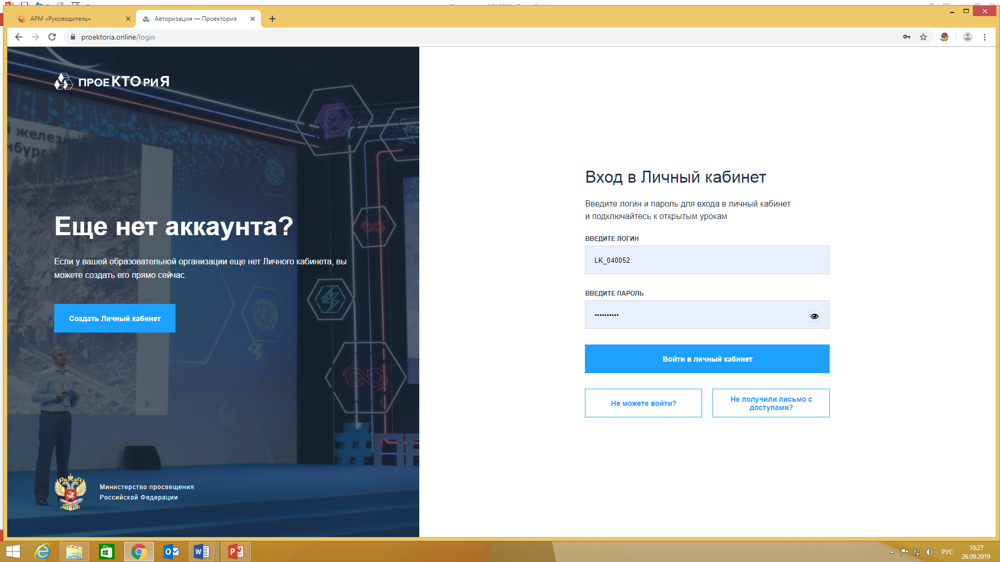 АРМ «Руководитель»
Авторизация — Проектория
proektoria.online/login
ПРОЕКТОРИЯ
й желез
нбург
Еще нет аккаунта?
Если у вашей образовательной организации еще нет Личного кабинета, вы
можете создать его прямо сейчас.
Создать Личный кабинет
9
Министерство просвещения
Российской Федерации
Вход в Личный кабинет
Введите логин и пароль для входа в личный кабинет
и подключайтесь к открытым урокам
ВВЕДИТЕ ЛОГИН
LK_040052
ВВЕДИТЕ ПАРОЛЬ
••••••••••
Войти в личный кабинет
Не можете войти?
Не получили письмо с
доступами?
РУС
10:27
26.09.2019